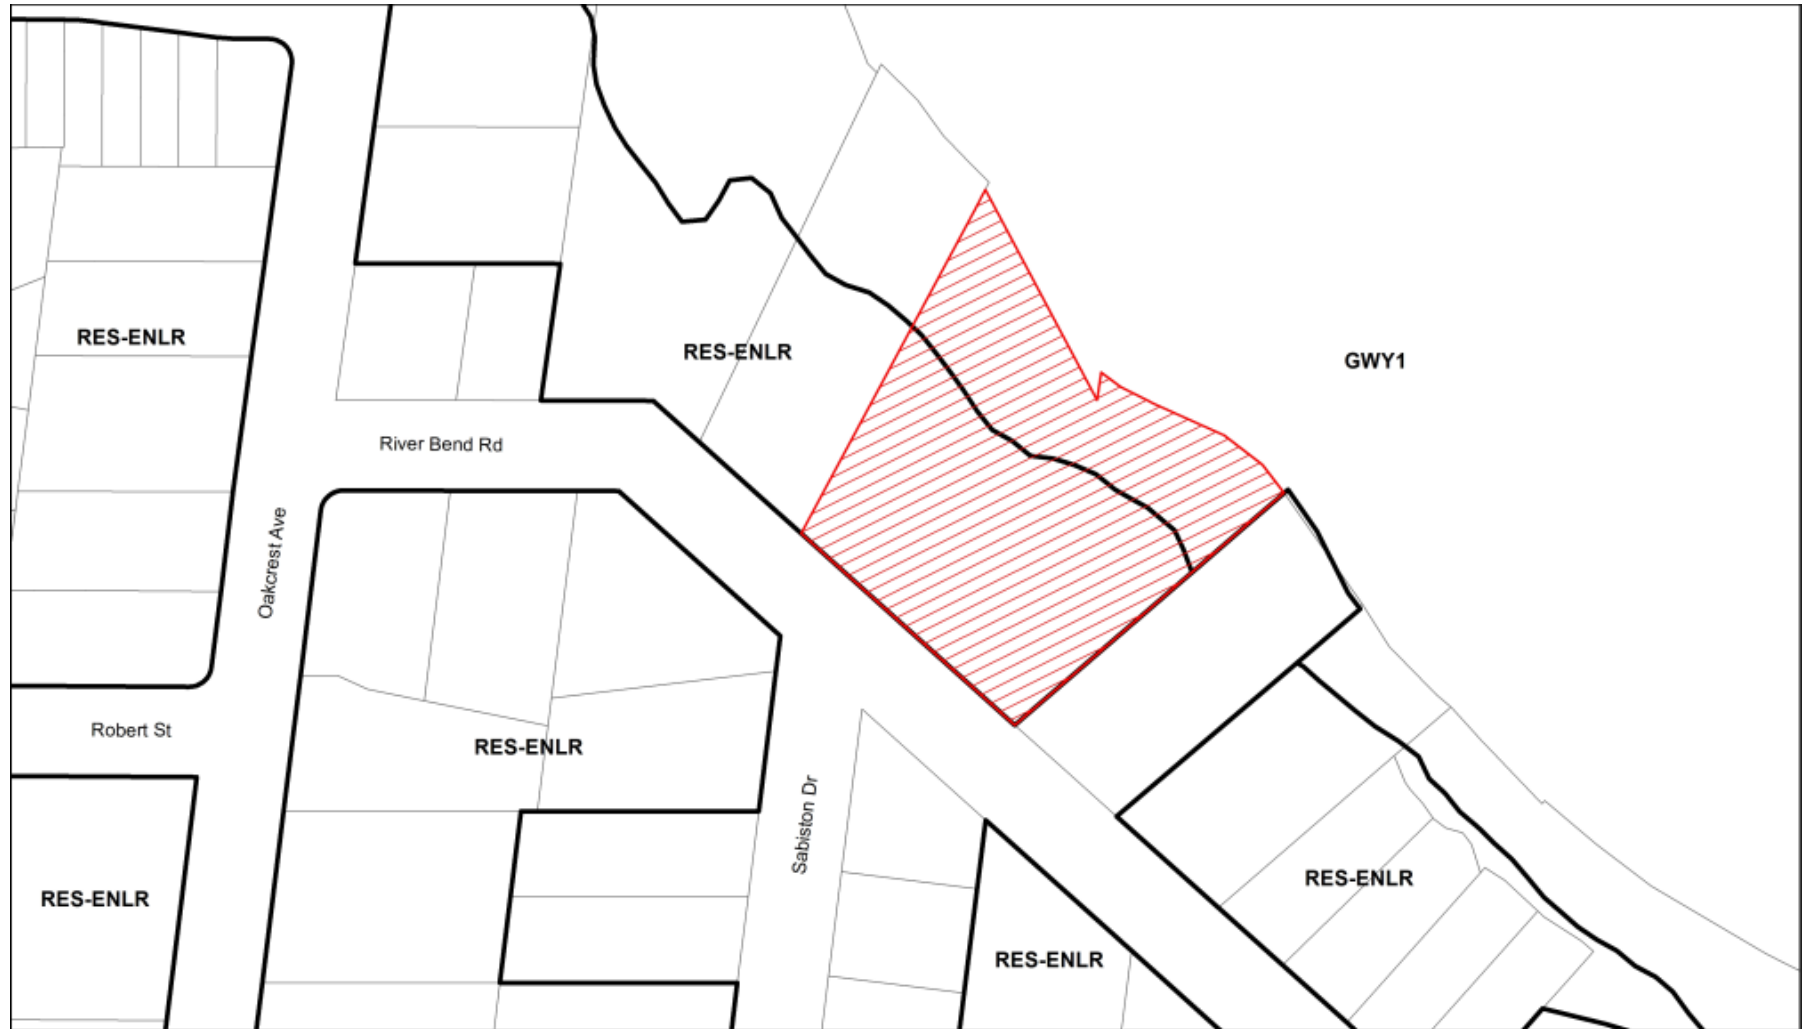 RES-ENLR
RES-ENLR
GWY1
River Bend Rd
Oakcrest Ave
Robert St
RES-ENLR
Sabiston Dr
RES-ENLR
RES-ENLR
RES-ENLR